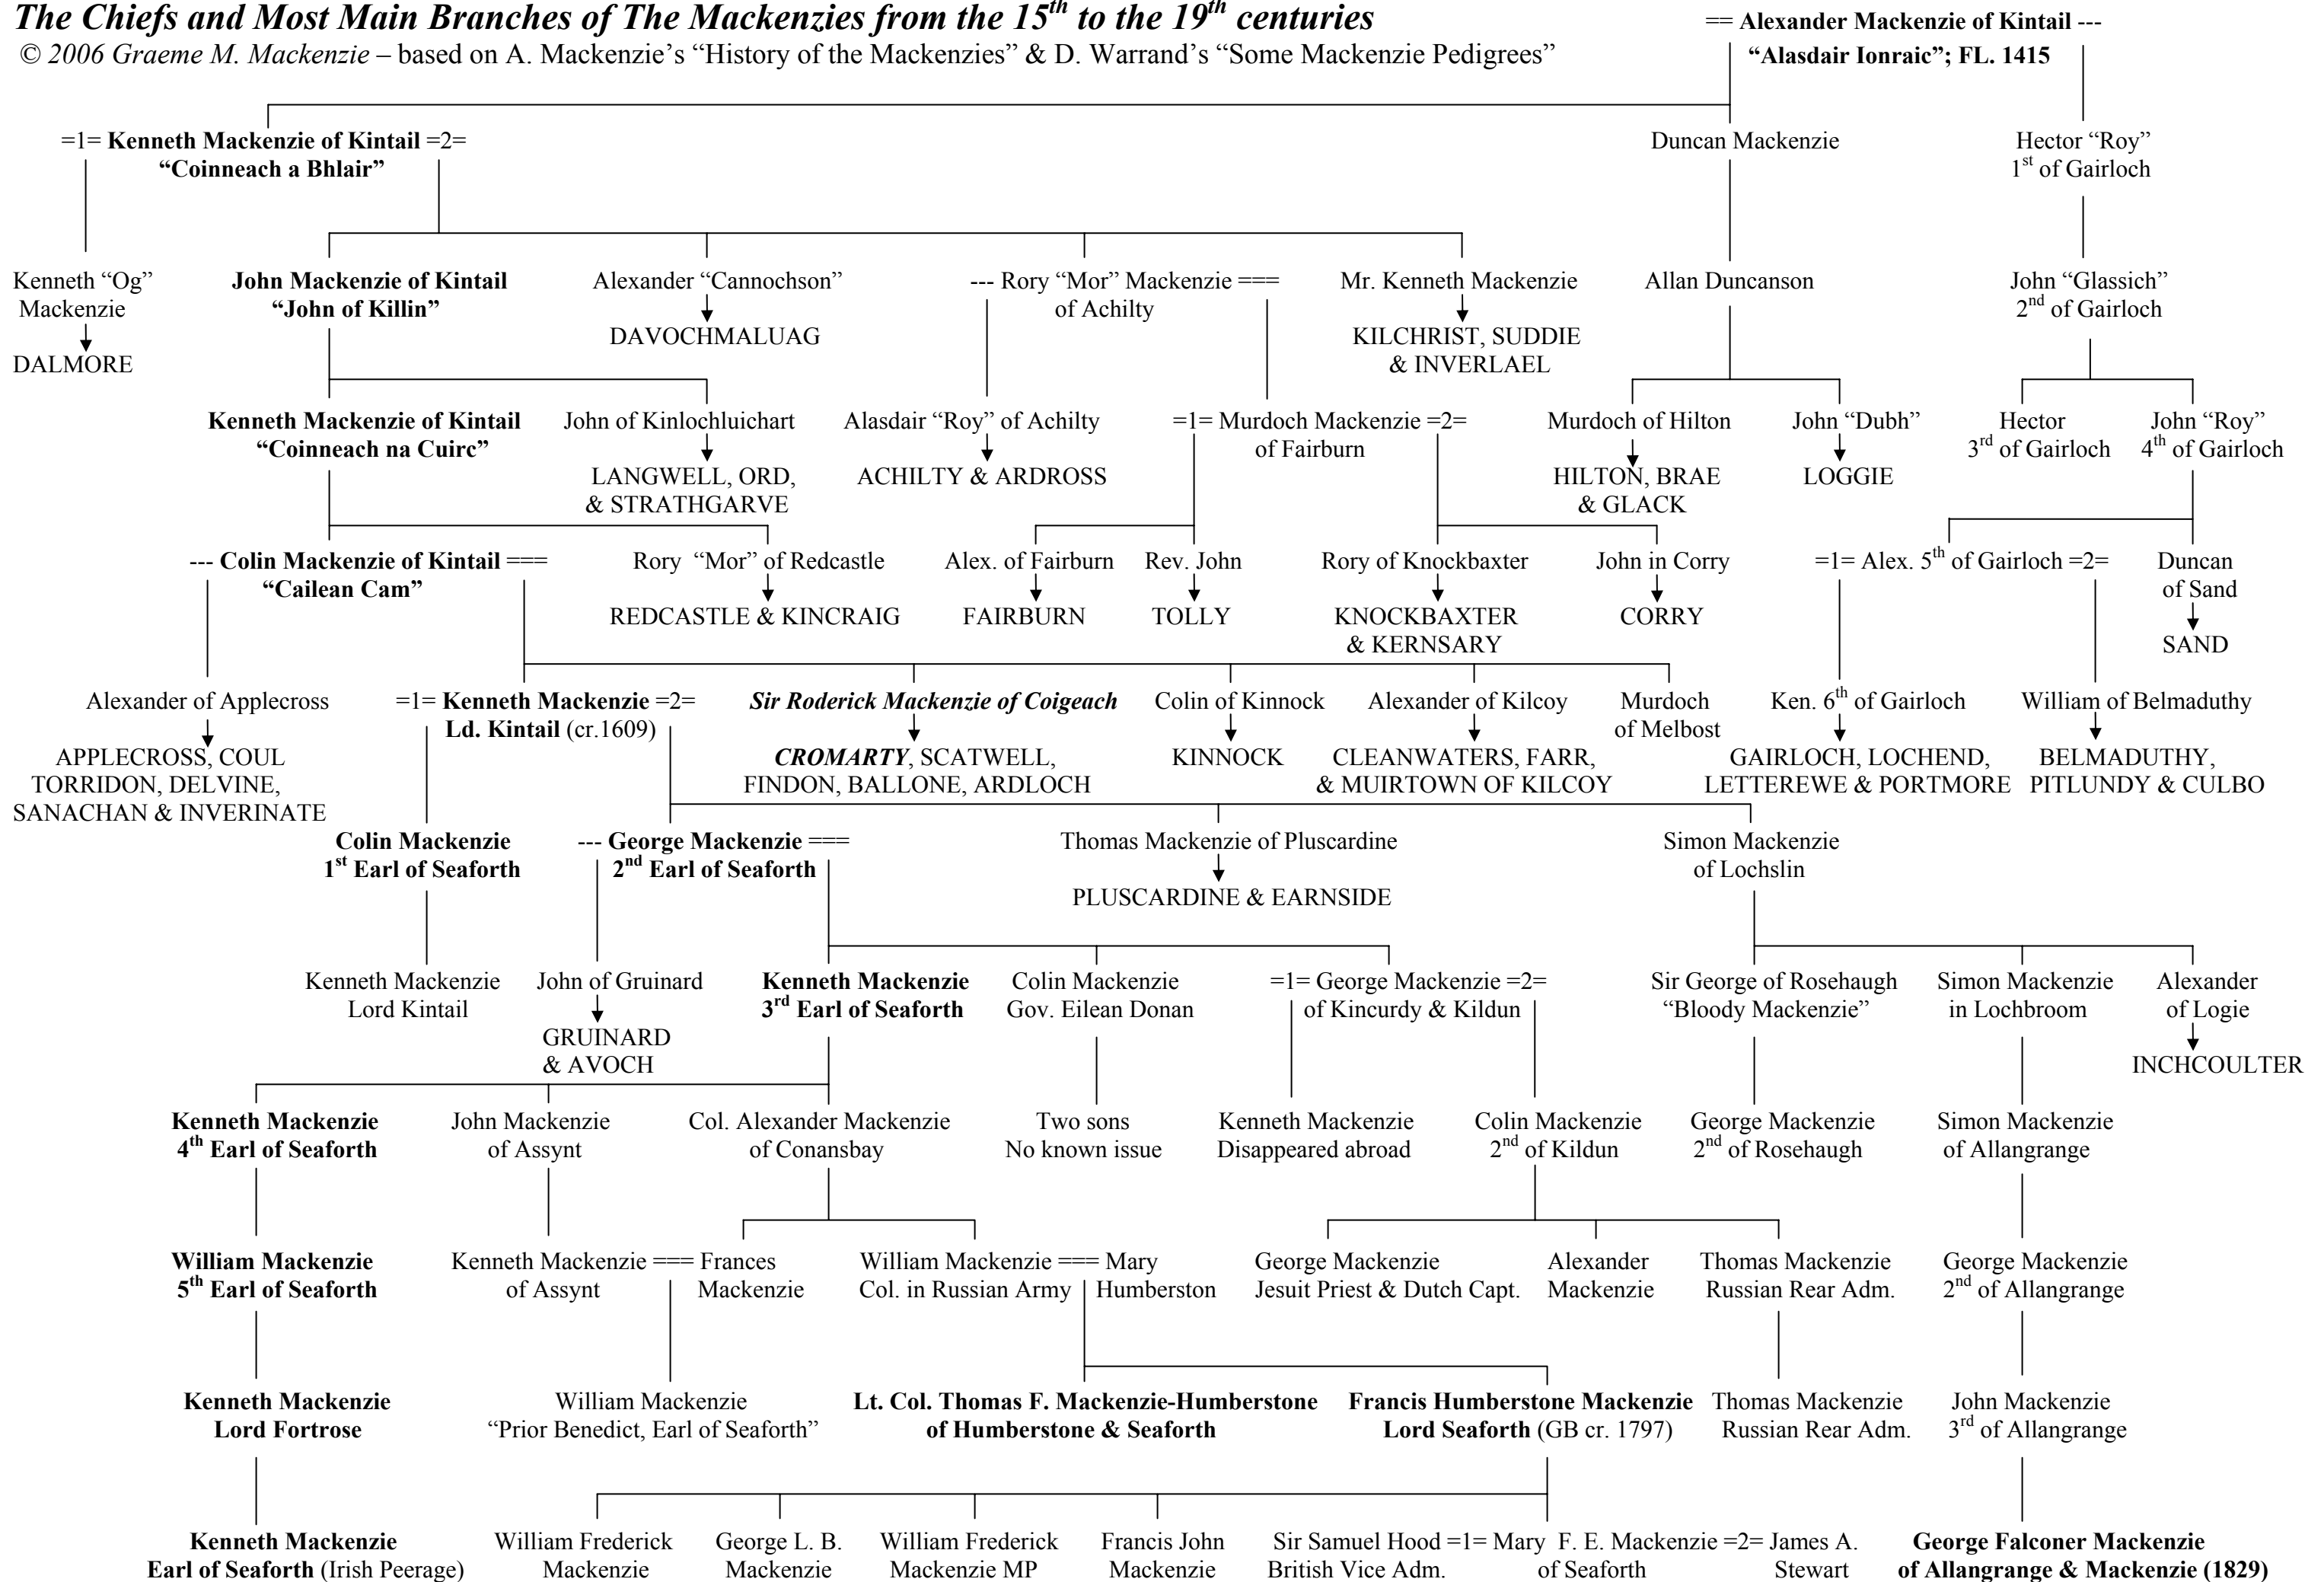 The Chiefs and Most Main Branches of The Mackenzies from the 15th to the 19th centuries
== Alexander Mackenzie of Kintail ---
© 2006 Graeme M. Mackenzie – based on A. Mackenzie’s “History of the Mackenzies” & D. Warrand’s “Some Mackenzie Pedigrees”
“Alasdair Ionraic”; FL. 1415
=1= Kenneth Mackenzie of Kintail =2=
“Coinneach a Bhlair”
Duncan Mackenzie
Hector “Roy”
1st of Gairloch
Kenneth “Og”
Mackenzie
DALMORE
John Mackenzie of Kintail
“John of Killin”
Alexander “Cannochson”
DAVOCHMALUAG
--- Rory “Mor” Mackenzie ===
of Achilty
Mr. Kenneth Mackenzie
KILCHRIST, SUDDIE
& INVERLAEL
Allan Duncanson
John “Glassich”
2nd of Gairloch
Kenneth Mackenzie of Kintail
“Coinneach na Cuirc”
John of Kinlochluichart
LANGWELL, ORD,
& STRATHGARVE
Alasdair “Roy” of Achilty
ACHILTY & ARDROSS
=1= Murdoch Mackenzie =2=
of Fairburn
Murdoch of Hilton
HILTON, BRAE
& GLACK
John “Dubh”
LOGGIE
Hector
3rd of Gairloch
John “Roy”
4th of Gairloch
--- Colin Mackenzie of Kintail ===
“Cailean Cam”
Rory “Mor” of Redcastle
REDCASTLE & KINCRAIG
Alex. of Fairburn
FAIRBURN
Rev. John
TOLLY
Rory of Knockbaxter
KNOCKBAXTER
& KERNSARY
John in Corry
CORRY
=1= Alex. 5th of Gairloch =2=
Duncan
of Sand
SAND
Alexander of Applecross
APPLECROSS, COUL
TORRIDON, DELVINE,
SANACHAN & INVERINATE
=1= Kenneth Mackenzie =2=
Ld. Kintail (cr.1609)
Sir Roderick Mackenzie of Coigeach
CROMARTY, SCATWELL,
FINDON, BALLONE, ARDLOCH
Colin of Kinnock
KINNOCK
Alexander of Kilcoy
CLEANWATERS, FARR,
& MUIRTOWN OF KILCOY
Murdoch
of Melbost
Ken. 6th of Gairloch
GAIRLOCH, LOCHEND,
LETTEREWE & PORTMORE
William of Belmaduthy
BELMADUTHY,
PITLUNDY & CULBO
Colin Mackenzie
1st Earl of Seaforth
--- George Mackenzie ===
2nd Earl of Seaforth
Thomas Mackenzie of Pluscardine
PLUSCARDINE & EARNSIDE
Simon Mackenzie
of Lochslin
Kenneth Mackenzie
Lord Kintail
John of Gruinard
GRUINARD
& AVOCH
Kenneth Mackenzie
3rd Earl of Seaforth
Colin Mackenzie
Gov. Eilean Donan
=1= George Mackenzie =2=
of Kincurdy & Kildun
Sir George of Rosehaugh
“Bloody Mackenzie”
Simon Mackenzie
in Lochbroom
Alexander
of Logie
INCHCOULTER
Kenneth Mackenzie
4th Earl of Seaforth
John Mackenzie
of Assynt
Col. Alexander Mackenzie
of Conansbay
Two sons
No known issue
Kenneth Mackenzie
Disappeared abroad
Colin Mackenzie
2nd of Kildun
George Mackenzie
2nd of Rosehaugh
Simon Mackenzie
of Allangrange
William Mackenzie
5th Earl of Seaforth
Kenneth Mackenzie === Frances
of Assynt Mackenzie
William Mackenzie === Mary
Col. in Russian Army Humberston
George Mackenzie
Jesuit Priest & Dutch Capt.
Alexander
Mackenzie
Thomas Mackenzie
Russian Rear Adm.
George Mackenzie
2nd of Allangrange
Kenneth Mackenzie
Lord Fortrose
William Mackenzie
“Prior Benedict, Earl of Seaforth”
Lt. Col. Thomas F. Mackenzie-Humberstone
of Humberstone & Seaforth
Francis Humberstone Mackenzie
Lord Seaforth (GB cr. 1797)
Thomas Mackenzie
Russian Rear Adm.
John Mackenzie
3rd of Allangrange
Kenneth Mackenzie
Earl of Seaforth (Irish Peerage)
William Frederick
Mackenzie
George L. B.
Mackenzie
William Frederick
Mackenzie MP
Francis John
Mackenzie
Sir Samuel Hood =1= Mary F. E. Mackenzie =2= James A.
British Vice Adm. of Seaforth Stewart
George Falconer Mackenzie
of Allangrange & Mackenzie (1829)